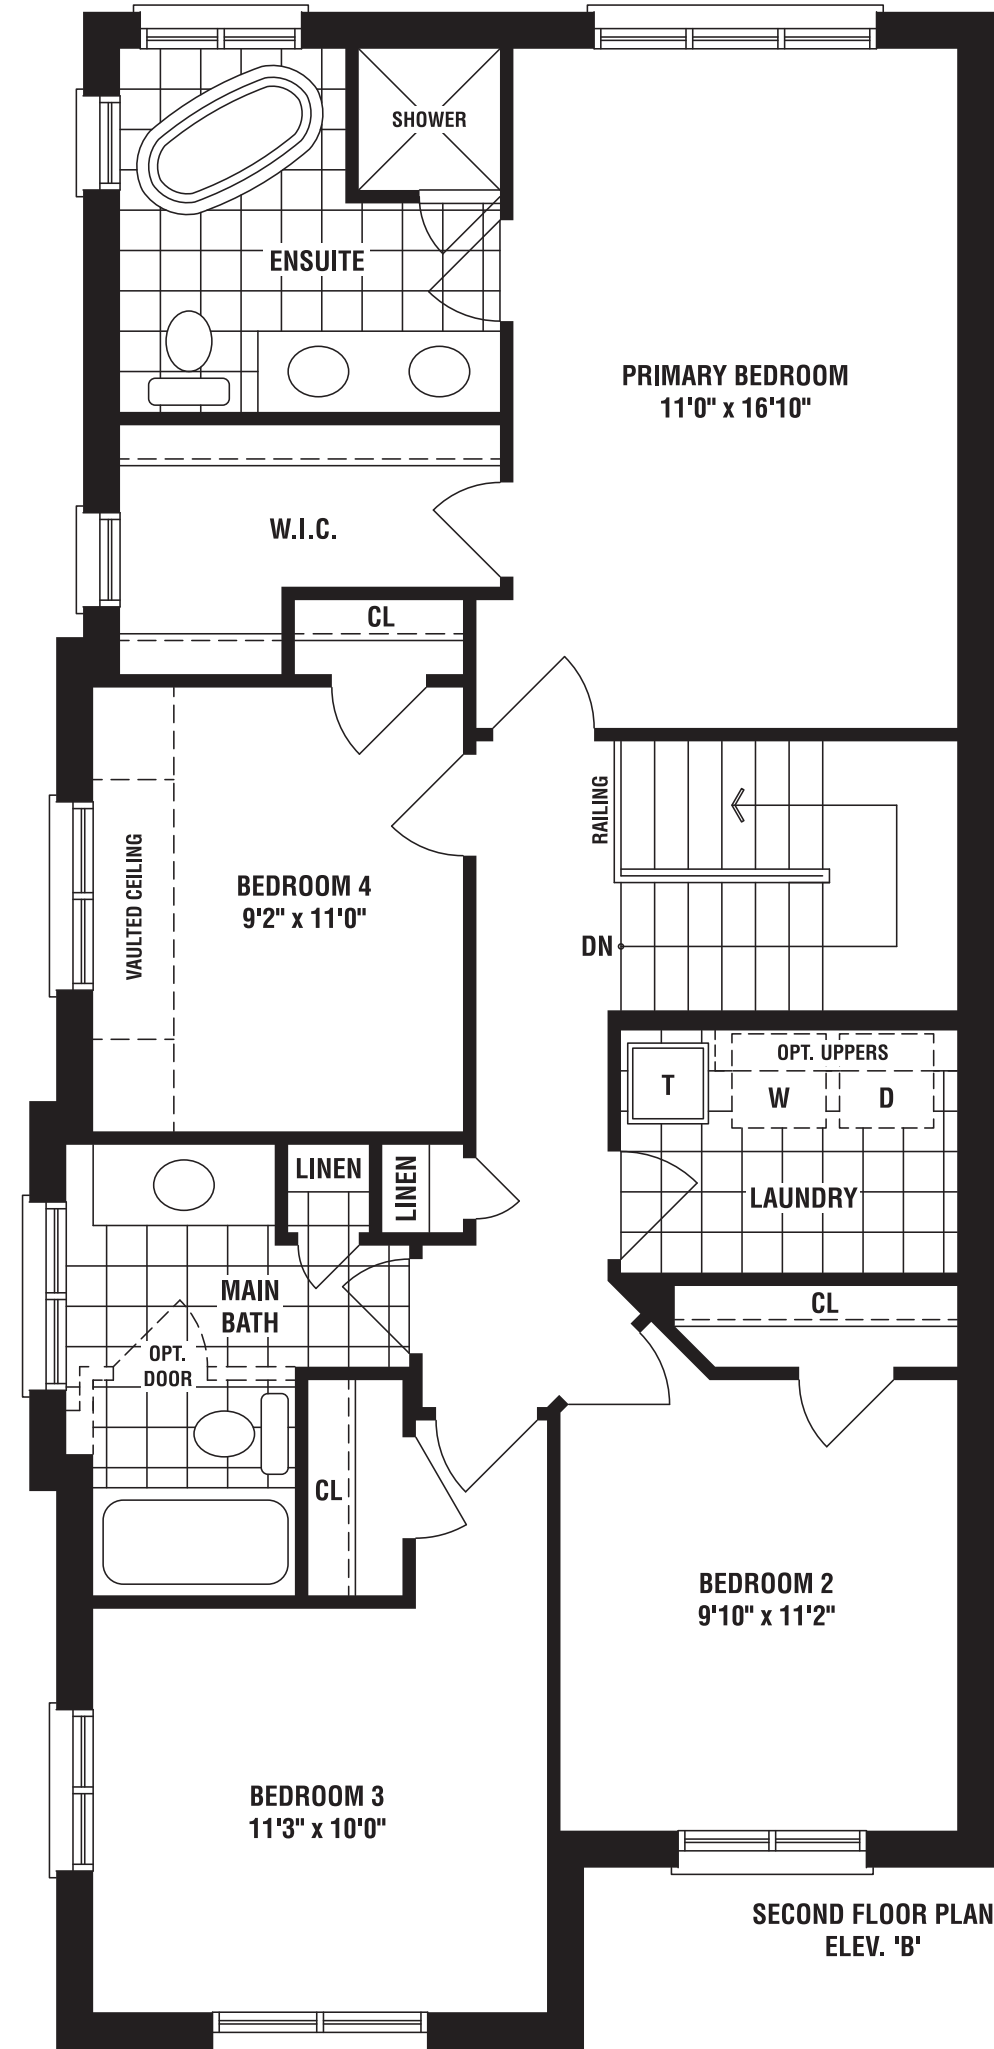 SHOWER
ENSUITE
PRIMARY BEDROOM
11'0" x 16'10"
W.I.C.
CL
RAILING
VAULTED CEILING
BEDROOM 4
9'2" x 11'0"
DN
OPT. UPPERS
T
W
D
LINEN
LINEN
LAUNDRY
MAIN
BATH
CL
OPT.
DOOR
CL
BEDROOM 2
9'10" x 11'2"
BEDROOM 3
11'3" x 10'0"
SECOND FLOOR PLAN
ELEV. 'B'